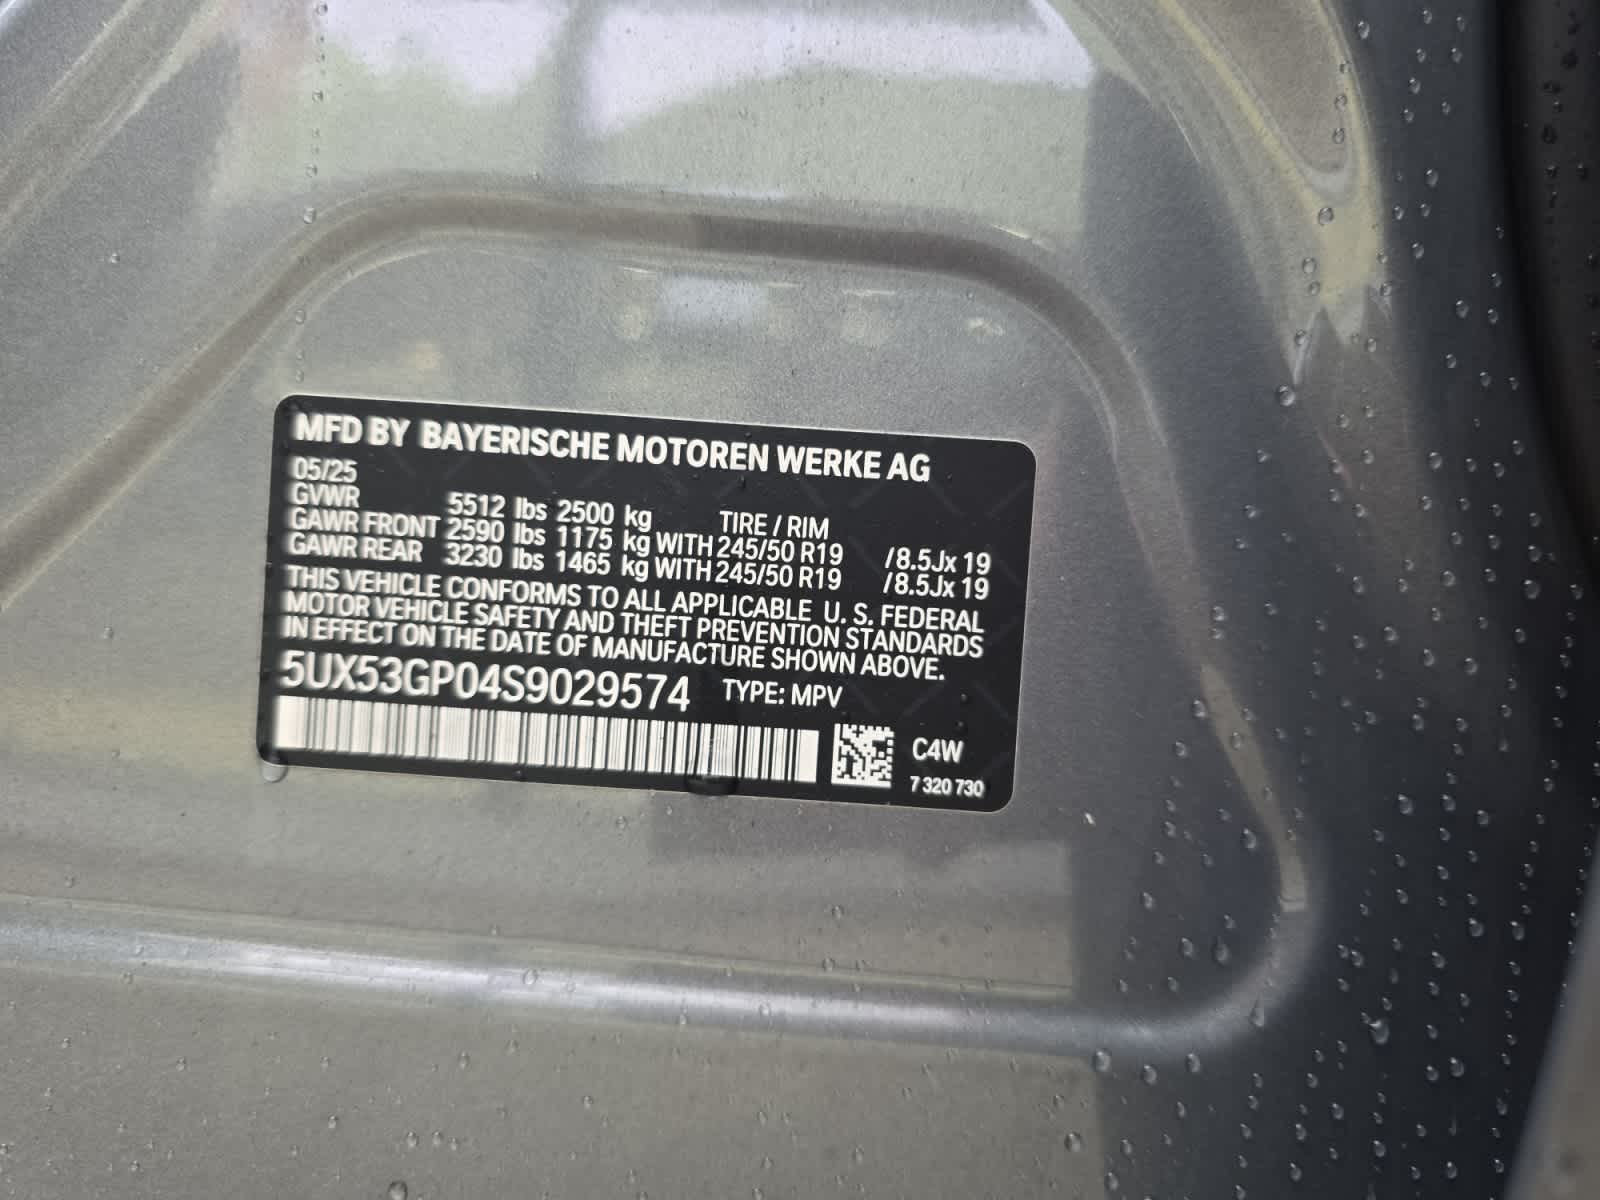 MFD BY BAYERISCHE MOTOREN WERKE AG
05/25
GVWR 5512 lbs 2500 kg TIRE / RIM
GAWR FRONT 2590 lbs 1175 kg WITH 245/50 R19 /8.5Jx 19
GAWR REAR 3230 lbs 1465 kg WITH 245/50 R19 /8.5Jx 19
THIS VEHICLE CONFORMS TO ALL APPLICABLE U. S. FEDERAL
MOTOR VEHICLE SAFETY AND THEFT PREVENTION STANDARDS
IN EFFECT ON THE DATE OF MANUFACTURE SHOWN ABOVE.
5UX53GP04S9029574 TYPE: MPV
C4W
7 320 730